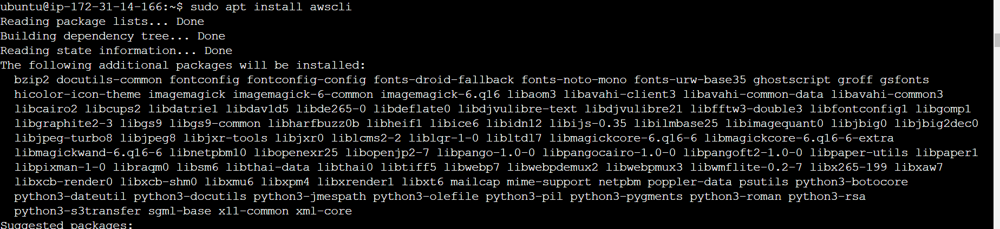 ubuntu@ip-172-31-14-166:~$ sudo apt install awscli
Reading package lists... Done
Building dependency tree... Done
Reading state information... Done
The following additional packages will be installed:
  bzip2 docutils-common fontconfig fontconfig-config fonts-droid-fallback fonts-noto-mono fonts-urw-base35 ghostscript groff gsfonts
  hicolor-icon-theme imagemagick imagemagick-6-common imagemagick-6.q16 libaom3 libavahi-client3 libavahi-common-data libavahi-common3
  libcairo2 libcups2 libdatrie1 libdav1d5 libde265-0 libdeflate0 libdjvulibre-text libdjvulibre21 libfftw3-double3 libfontconfig1 libgomp1
  libgraphite2-3 libgs9 libgs9-common libharfbuzz0b libheif1 libice6 libidn12 libijs-0.35 libilmbase25 libimagequant0 libjbig0 libjbig2dec0
  libjpeg-turbo8 libjpeg8 libjxr-tools libjxr0 liblcms2-2 liblqr-1-0 libltdl7 libmagickcore-6.q16-6 libmagickcore-6.q16-6-extra
  libmagickwand-6.q16-6 libnetpbm10 libopenexr25 libopenjp2-7 libpango-1.0-0 libpangocairo-1.0-0 libpangoft2-1.0-0 libpaper-utils libpaper1
  libpixman-1-0 libraqm0 libsm6 libthai-data libthai0 libtiff5 libwebp7 libwebpdemux2 libwebpmux3 libwmflite-0.2-7 libx265-199 libxaw7
  libxcb-render0 libxcb-shm0 libxmu6 libxpm4 libxrender1 libxt6 mailcap mime-support netpbm poppler-data psutils python3-botocore
  python3-dateutil python3-docutils python3-jmespath python3-olefile python3-pil python3-pygments python3-roman python3-rsa
  python3-s3transfer sgml-base x11-common xml-core
Suggested packages: